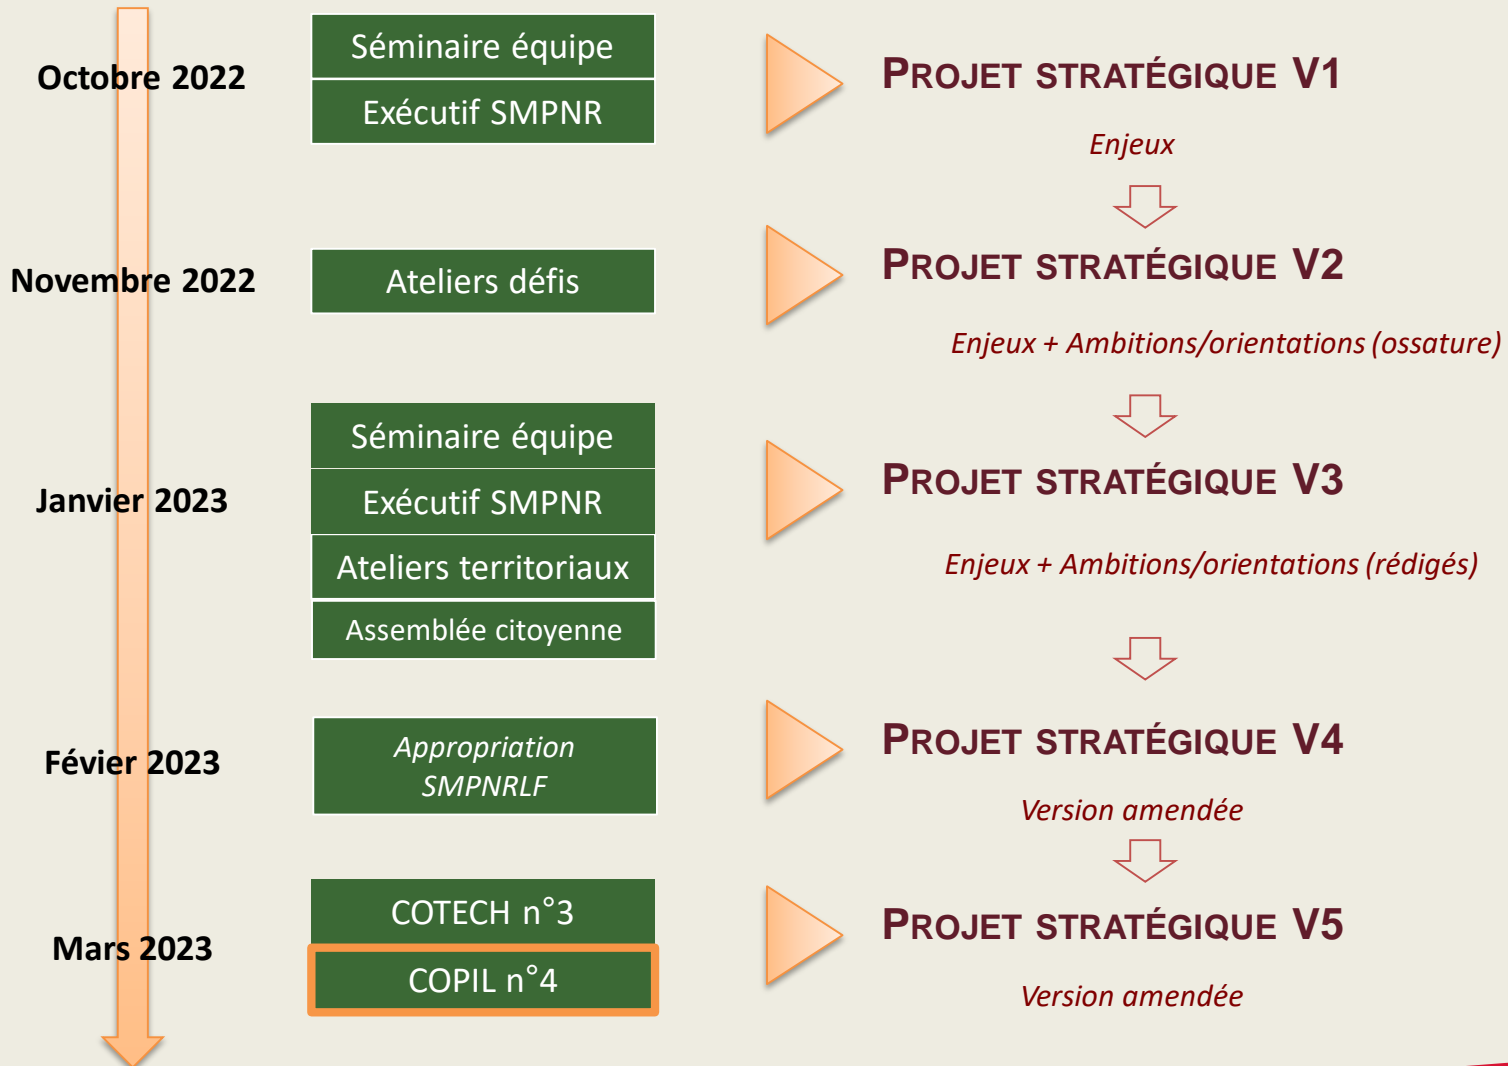 Octobre 2022
Séminaire équipe
Exécutif SMPNR
PROJET STRATÉGIQUE V1
Enjeux
Novembre 2022
Ateliers défis
PROJET STRATÉGIQUE V2
Enjeux + Ambitions/orientations (ossature)
Janvier 2023
Séminaire équipe
Exécutif SMPNR
Ateliers territoriaux
Assemblée citoyenne
PROJET STRATÉGIQUE V3
Enjeux + Ambitions/orientations (rédigés)
Févier 2023
Appropriation
SMPNRLF
PROJET STRATÉGIQUE V4
Version amendée
Mars 2023
COTECH n°3
COPIL n°4
PROJET STRATÉGIQUE V5
Version amendée